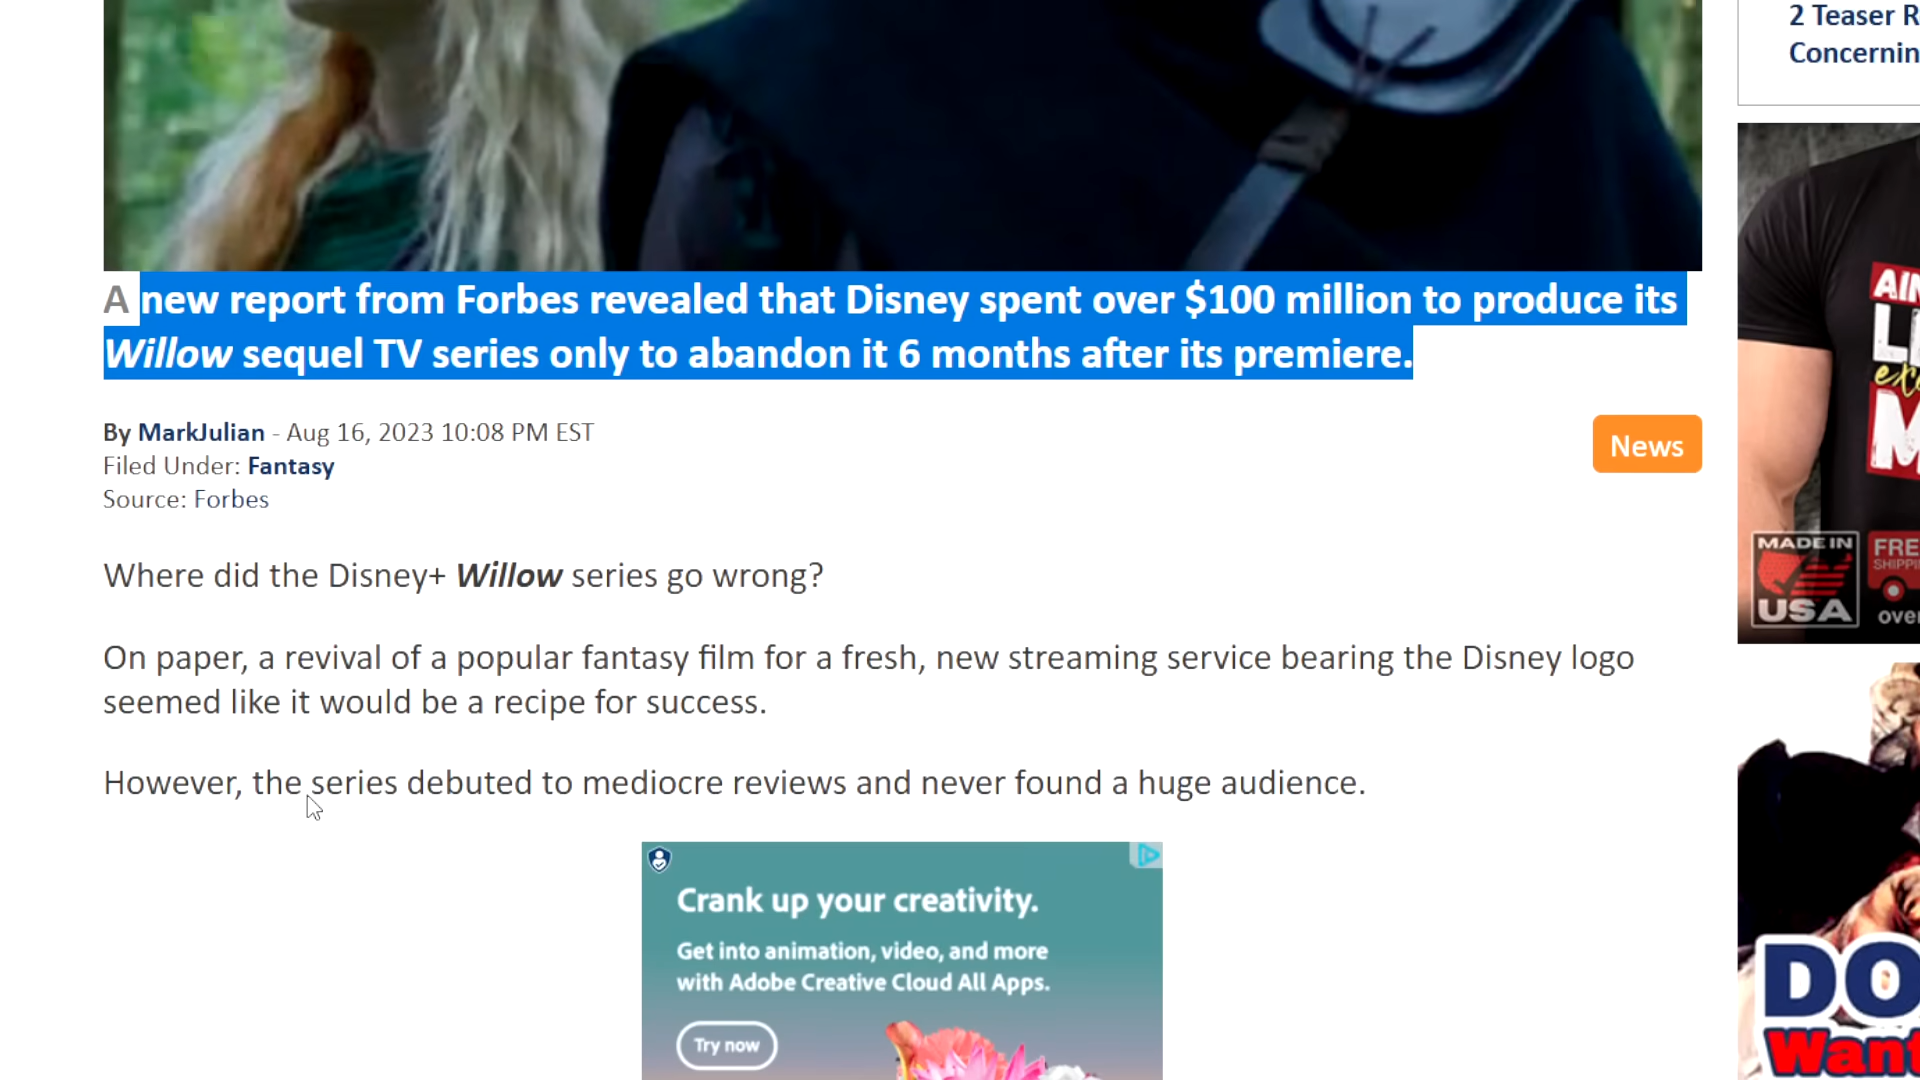 2 Teaser
Concernin
A new report from Forbes revealed that Disney spent over $100 million to produce its
Willow sequel TV series only to abandon it 6 months after its premiere.
By MarkJulian - Aug 16, 2023 10:08 PM EST
Filed Under: Fantasy
Source: Forbes
News
Where did the Disney+ Willow series go wrong?
On paper, a revival of a popular fantasy film for a fresh, new streaming service bearing the Disney logo
seemed like it would be a recipe for success.
However, the series debuted to mediocre reviews and never found a huge audience.
Crank up your creativity.
Get into animation, video, and more
with Adobe Creative Cloud All Apps.
Try now
MADE IN
USA
FRE
DO
Want